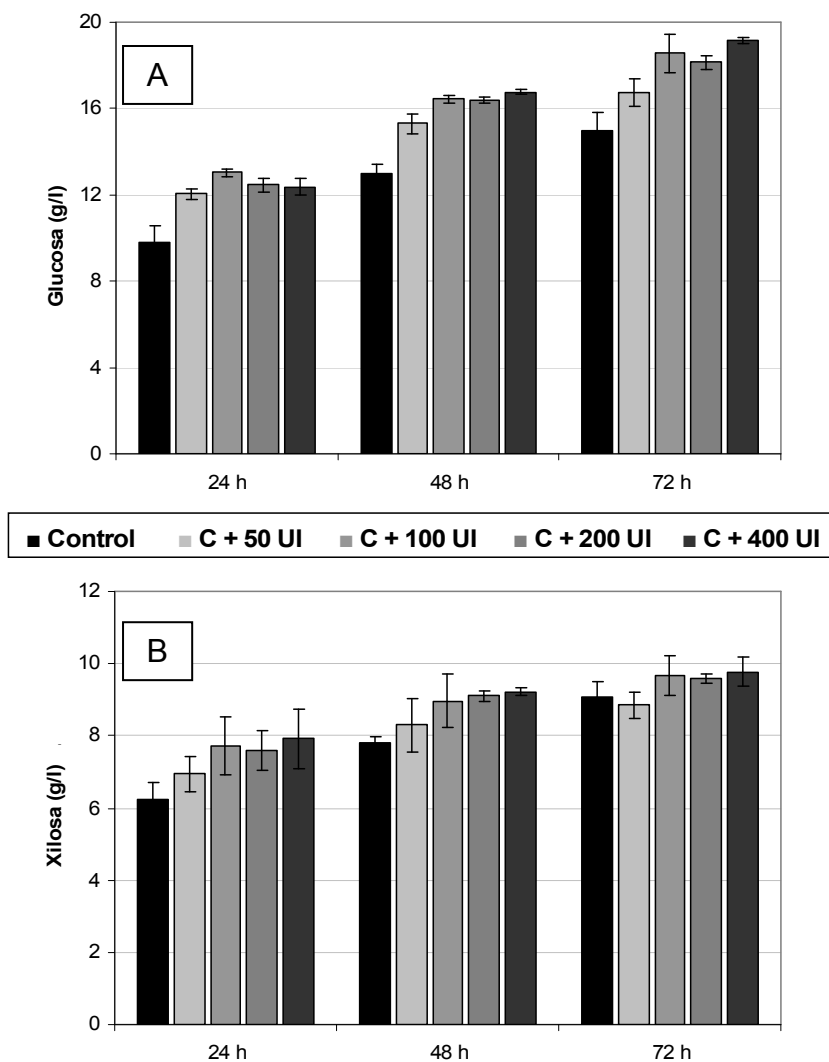 20
A
16
12
Glucosa (g/l)
8
4
0
24 h 48 h 72 h
Control C + 50 UI C + 100 UI C + 200 UI C + 400 UI
12
B
10
8
Xilosa (g/l)
6
4
2
0
24 h 48 h 72 h